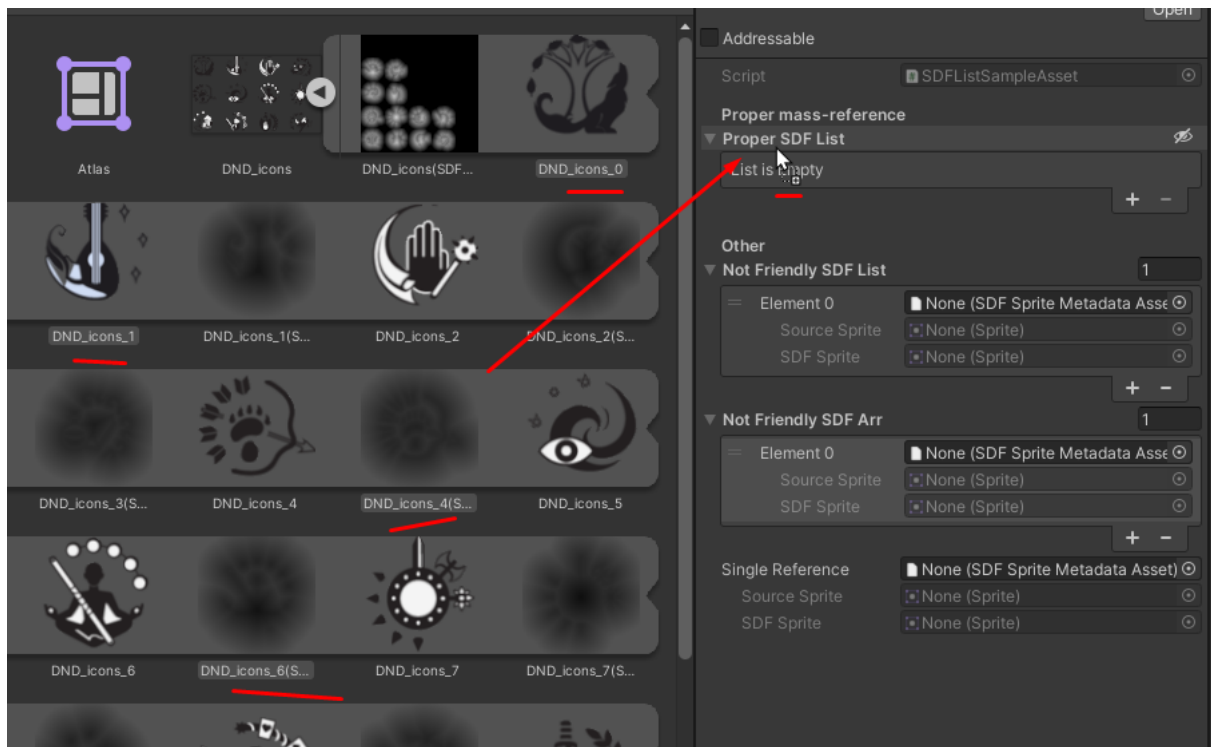 Open
Addressable
Script
SDFListSampleAsset
Proper mass-reference
Proper SDF List
List is empty
Other
Not Friendly SDF List
1
Element 0
None (SDF Sprite Metadata Asse
Source Sprite
None (Sprite)
SDF Sprite
None (Sprite)
Not Friendly SDF Arr
1
Element 0
None (SDF Sprite Metadata Asse
Source Sprite
None (Sprite)
SDF Sprite
None (Sprite)
Single Reference
None (SDF Sprite Metadata Asset)
Source Sprite
None (Sprite)
SDF Sprite
None (Sprite)
Atlas
DND_icons
DND_icons(SDF...
DND_icons_0
DND_icons_1
DND_icons_1(S...
DND_icons_2
DND_icons_2(S...
DND_icons_3(S...
DND_icons_4
DND_icons_4(S...
DND_icons_5
DND_icons_6
DND_icons_6(S...
DND_icons_7
DND_icons_7(S...